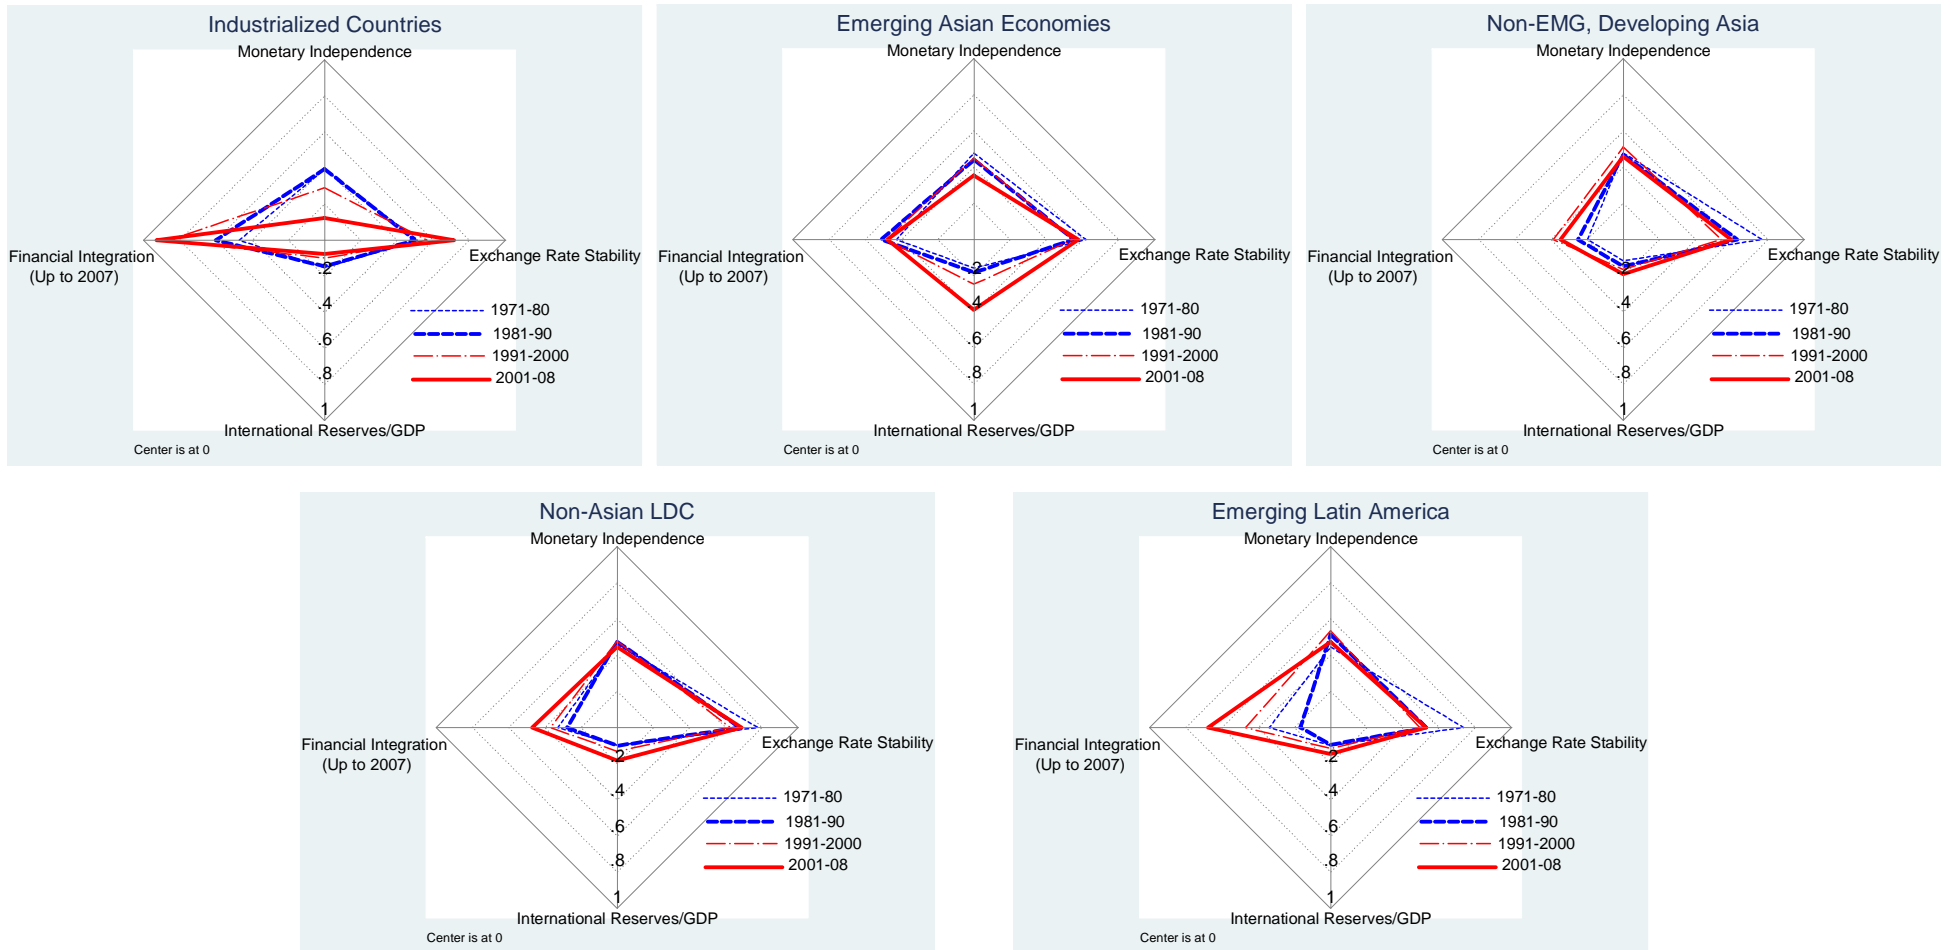 Industrialized Countries
Monetary Independence
Financial Integration
(Up to 2007)
Exchange Rate Stability
.2
.4
.6
.8
1
1971-80
1981-90
1991-2000
2001-08
International Reserves/GDP
Center is at 0
Emerging Asian Economies
Monetary Independence
Financial Integration
(Up to 2007)
Exchange Rate Stability
.2
.4
.6
.8
1
1971-80
1981-90
1991-2000
2001-08
International Reserves/GDP
Center is at 0
Non-EMG, Developing Asia
Monetary Independence
Financial Integration
(Up to 2007)
Exchange Rate Stability
.2
.4
.6
.8
1
1971-80
1981-90
1991-2000
2001-08
International Reserves/GDP
Center is at 0
Non-Asian LDC
Monetary Independence
Financial Integration
(Up to 2007)
Exchange Rate Stability
.2
.4
.6
.8
1
1971-80
1981-90
1991-2000
2001-08
International Reserves/GDP
Center is at 0
Emerging Latin America
Monetary Independence
Financial Integration
(Up to 2007)
Exchange Rate Stability
.2
.4
.6
.8
1
1971-80
1981-90
1991-2000
2001-08
International Reserves/GDP
Center is at 0